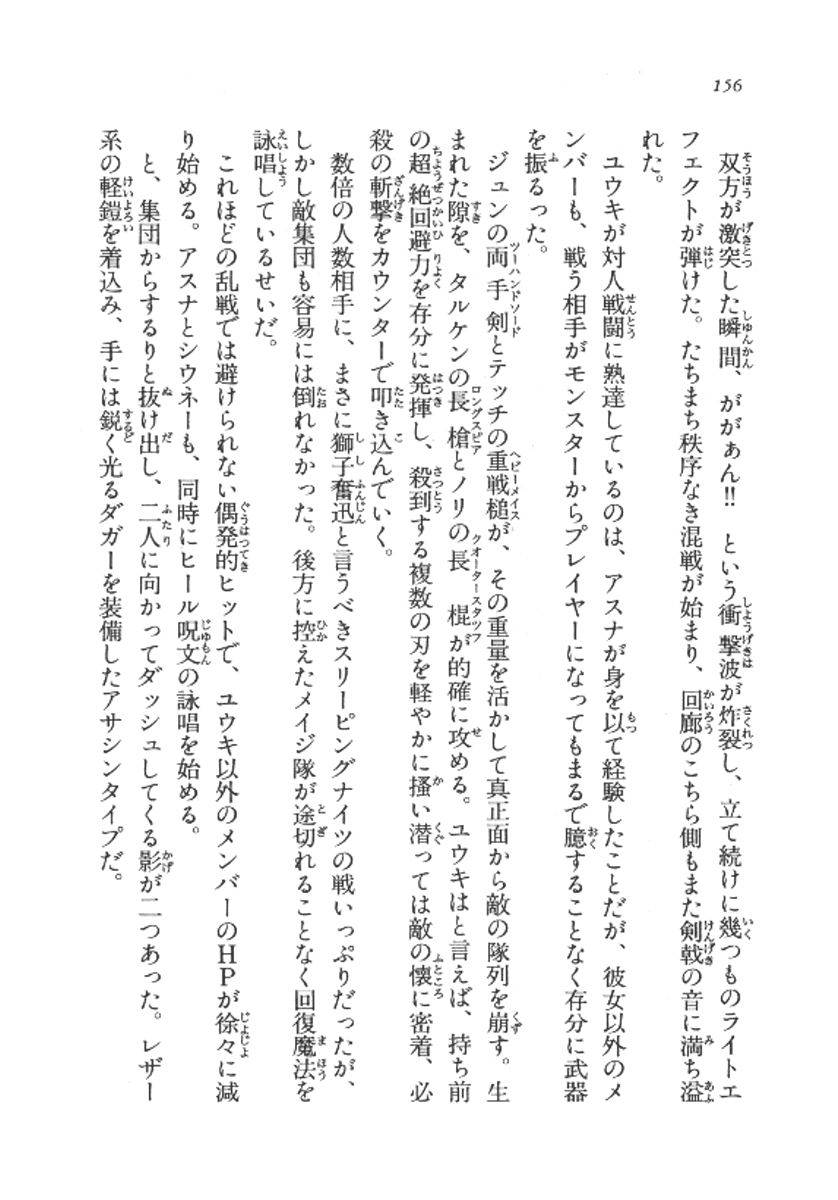 156
双方が激突した瞬間、ががぁん!!　という衝撃波が炸裂し、立て続けに幾つものライトエ
フェクトが弾けた。たちまち秩序なき混戦が始まり、回廊のこちら側もまた剣戟の音に満ち溢
れた。
ユウキが対人戦闘に熟達しているのは、アスナが身を以て経験したことだが、彼女以外のメ
ンバーも、戦う相手がモンスターからプレイヤーになってもまるで臆することなく存分に武器
を振るった。
ジュンの両手剣とテッチの重戦槌が、その重量を活かして真正面から敵の隊列を崩す。生
まれた隙を、タルケンの長槍とノリの長棍が的確に攻める。ユウキはと言えば、持ち前
の超絶回避力を存分に発揮し、殺到する複数の刃を軽やかに掻い潜っては敵の懐に密着、必
殺の斬撃をカウンターで叩き込んでいく。
数倍の人数相手に、まさに獅子奮迅と言うべきスリーピングナイツの戦いっぷりだったが、
しかし敵集団も容易には倒れなかった。後方に控えたメイジ隊が途切れることなく回復魔法を
詠唱しているせいだ。
これほどの乱戦では避けられない偶発的ヒットで、ユウキ以外のメンバーのＨＰが徐々に減
り始める。アスナとシウネーも、同時にヒール呪文の詠唱を始める。
と、集団からするりと抜け出し、二人に向かってダッシュしてくる影が二つあった。レザー
系の軽鎧を着込み、手には鋭く光るダガーを装備したアサシンタイプだ。